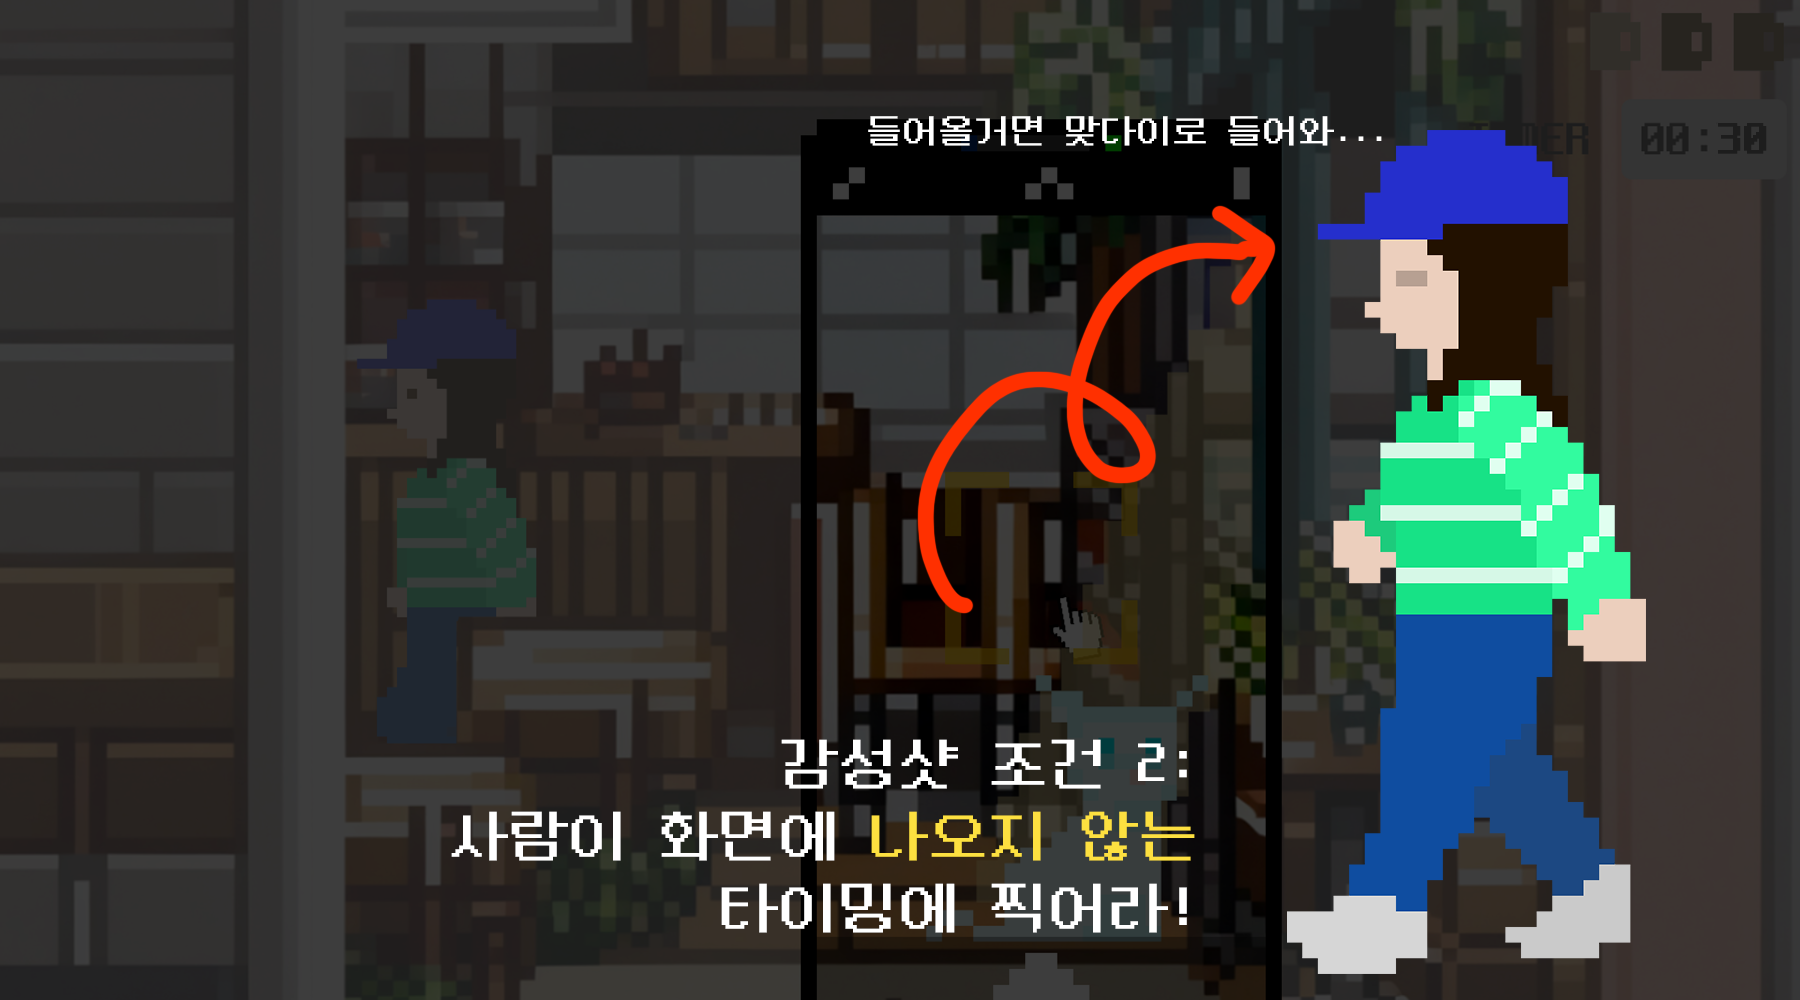 들어올거면 맞다이로 들어와...
00:30
감성샷 조건 2:
사람이 화면에 나오지 않는
타이밍에 찍어라!